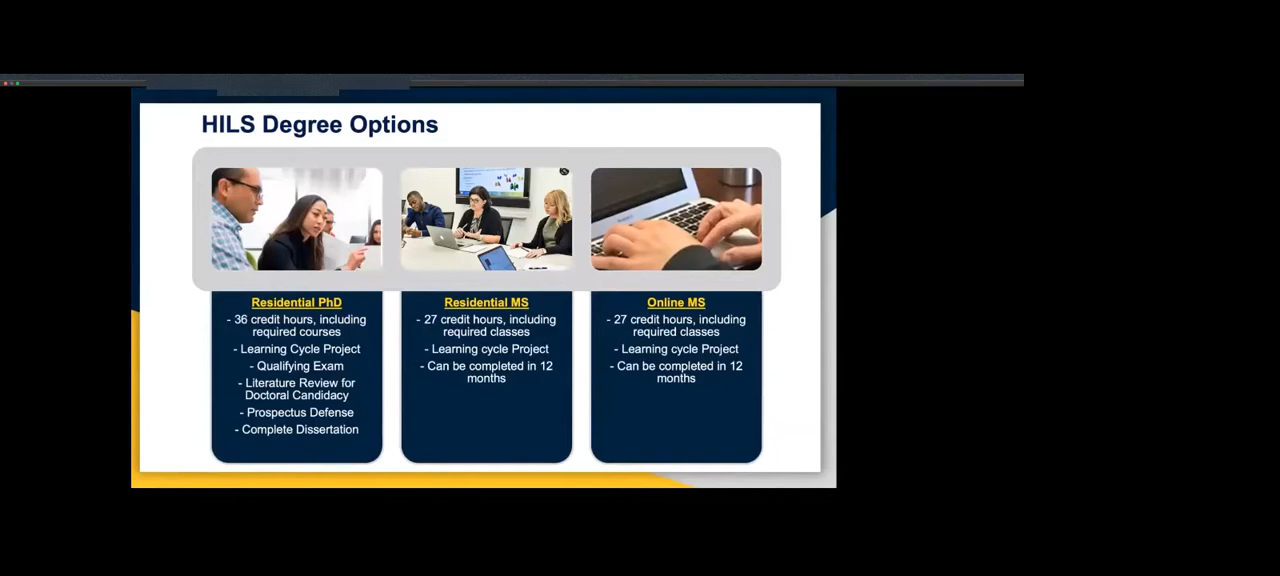 HILS Degree Options
Residential PhD
- 36 credit hours, including
required courses
- Learning Cycle Project
- Qualifying Exam
- Literature Review for
Doctoral Candidacy
- Prospectus Defense
- Complete Dissertation
Residential MS
- 27 credit hours, including
required classes
- Learning cycle Project
- Can be completed in 12
months
Online MS
- 27 credit hours, including
required classes
- Learning cycle Project
- Can be completed in 12
months